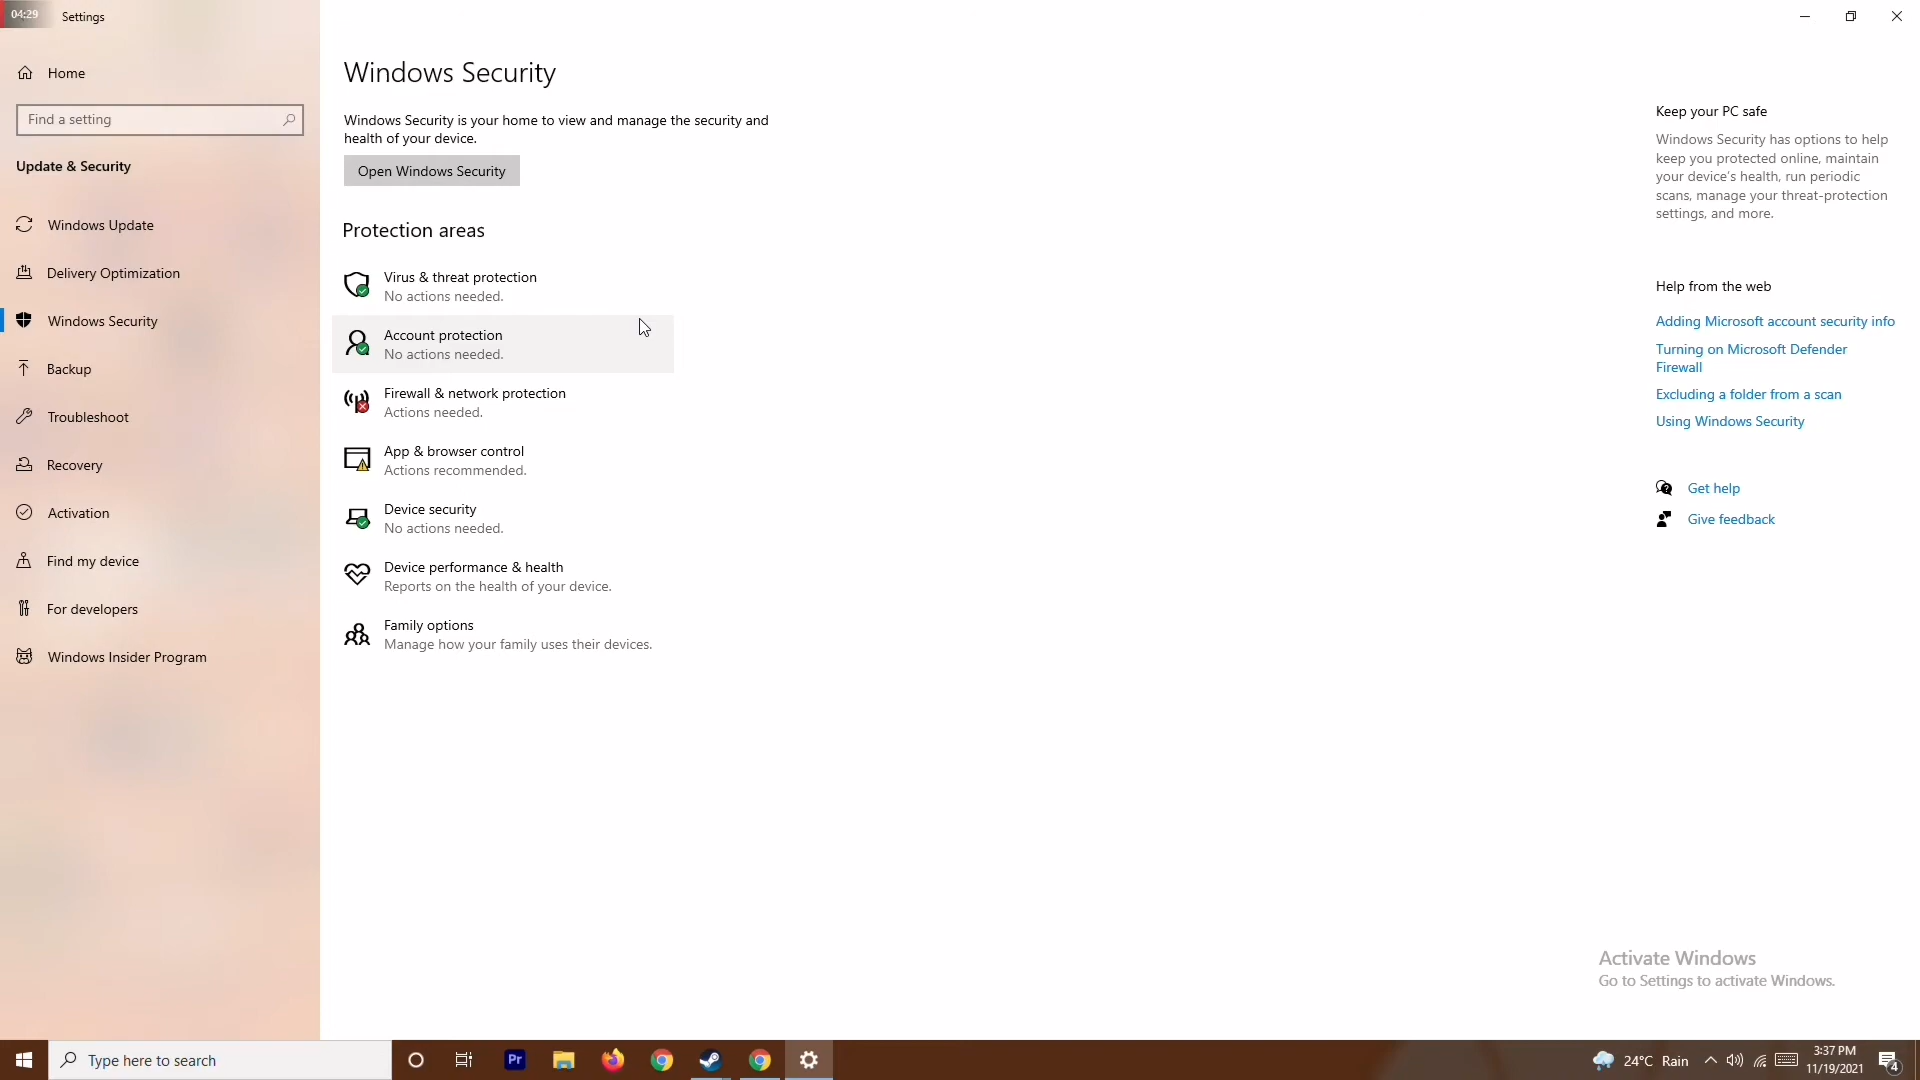 04:29
Settings
Home
Find a setting
Update & Security
Windows Update
Delivery Optimization
Windows Security
Backup
Troubleshoot
Recovery
Activation
Find my device
For developers
Windows Insider Program
Windows Security
Windows Security is your home to view and manage the security and
health of your device.
Open Windows Security
Protection areas
Virus & threat protection
No actions needed.
Account protection
No actions needed.
Firewall & network protection
Actions needed.
App & browser control
Actions recommended.
Device security
No actions needed.
Device performance & health
Reports on the health of your device.
Family options
Manage how your family uses their devices.
Keep your PC safe
Windows Security has options to help
keep you protected online, maintain
your device's health, run periodic
scans, manage your threat-protection
settings, and more.
Help from the web
Adding Microsoft account security info
Turning on Microsoft Defender
Firewall
Excluding a folder from a scan
Using Windows Security
Get help
Give feedback
Activate Windows
Go to Settings to activate Windows.
Type here to search
Pr
24°C Rain
3:37 PM
11/19/2021
4